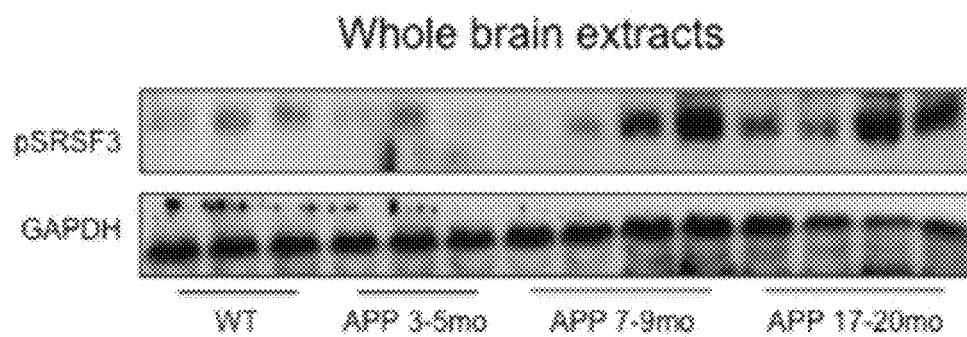 Whole brain extracts
pSRSF3
GAPDH
WT APP 3-5mo APP 7-9mo APP 17-20mo